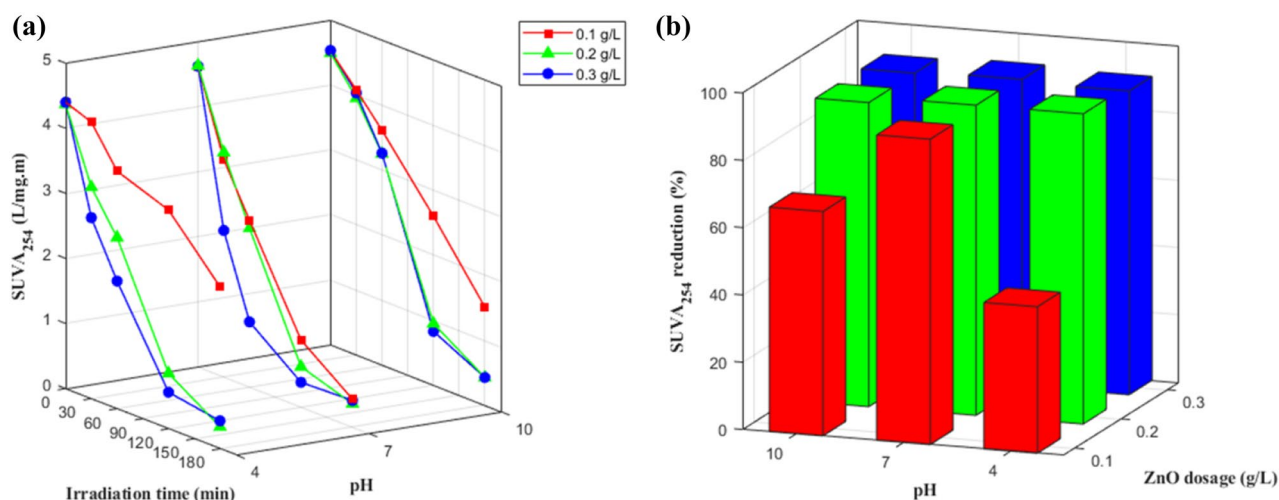 (a)
0.1 g/L
0.2 g/L
0.3 g/L
5
4
3
2
1
0
SUVA254 (L/mg.m)
0
30
60
90
120
150
180
Irradiation time (min)
4
7
10
pH
(b)
100
80
60
40
20
0
SUVA254 reduction (%)
10
7
4
pH
0.1
0.2
0.3
ZnO dosage (g/L)